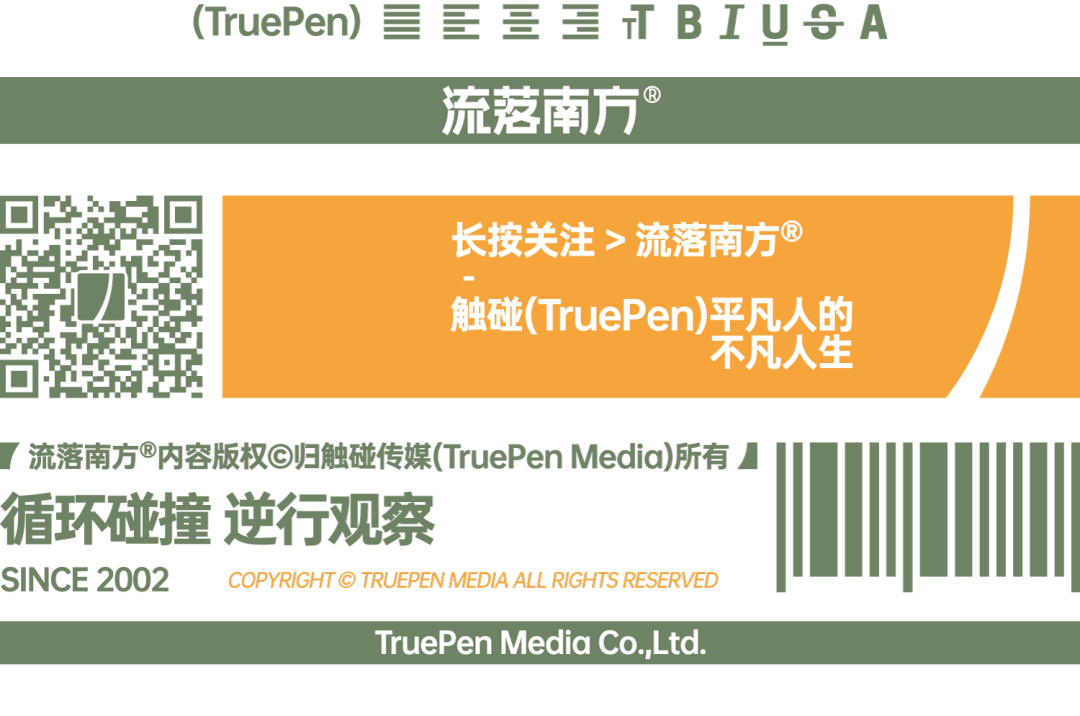 (TruePen) TT B I U S A
流落南方®
长按关注 > 流落南方®
-
触碰(TruePen)平凡人的
不凡人生
流落南方®内容版权©归触碰传媒(TruePen Media)所有
循环碰撞 逆行观察
SINCE 2002
COPYRIGHT © TRUEPEN MEDIA ALL RIGHTS RESERVED
TruePen Media Co.,Ltd.